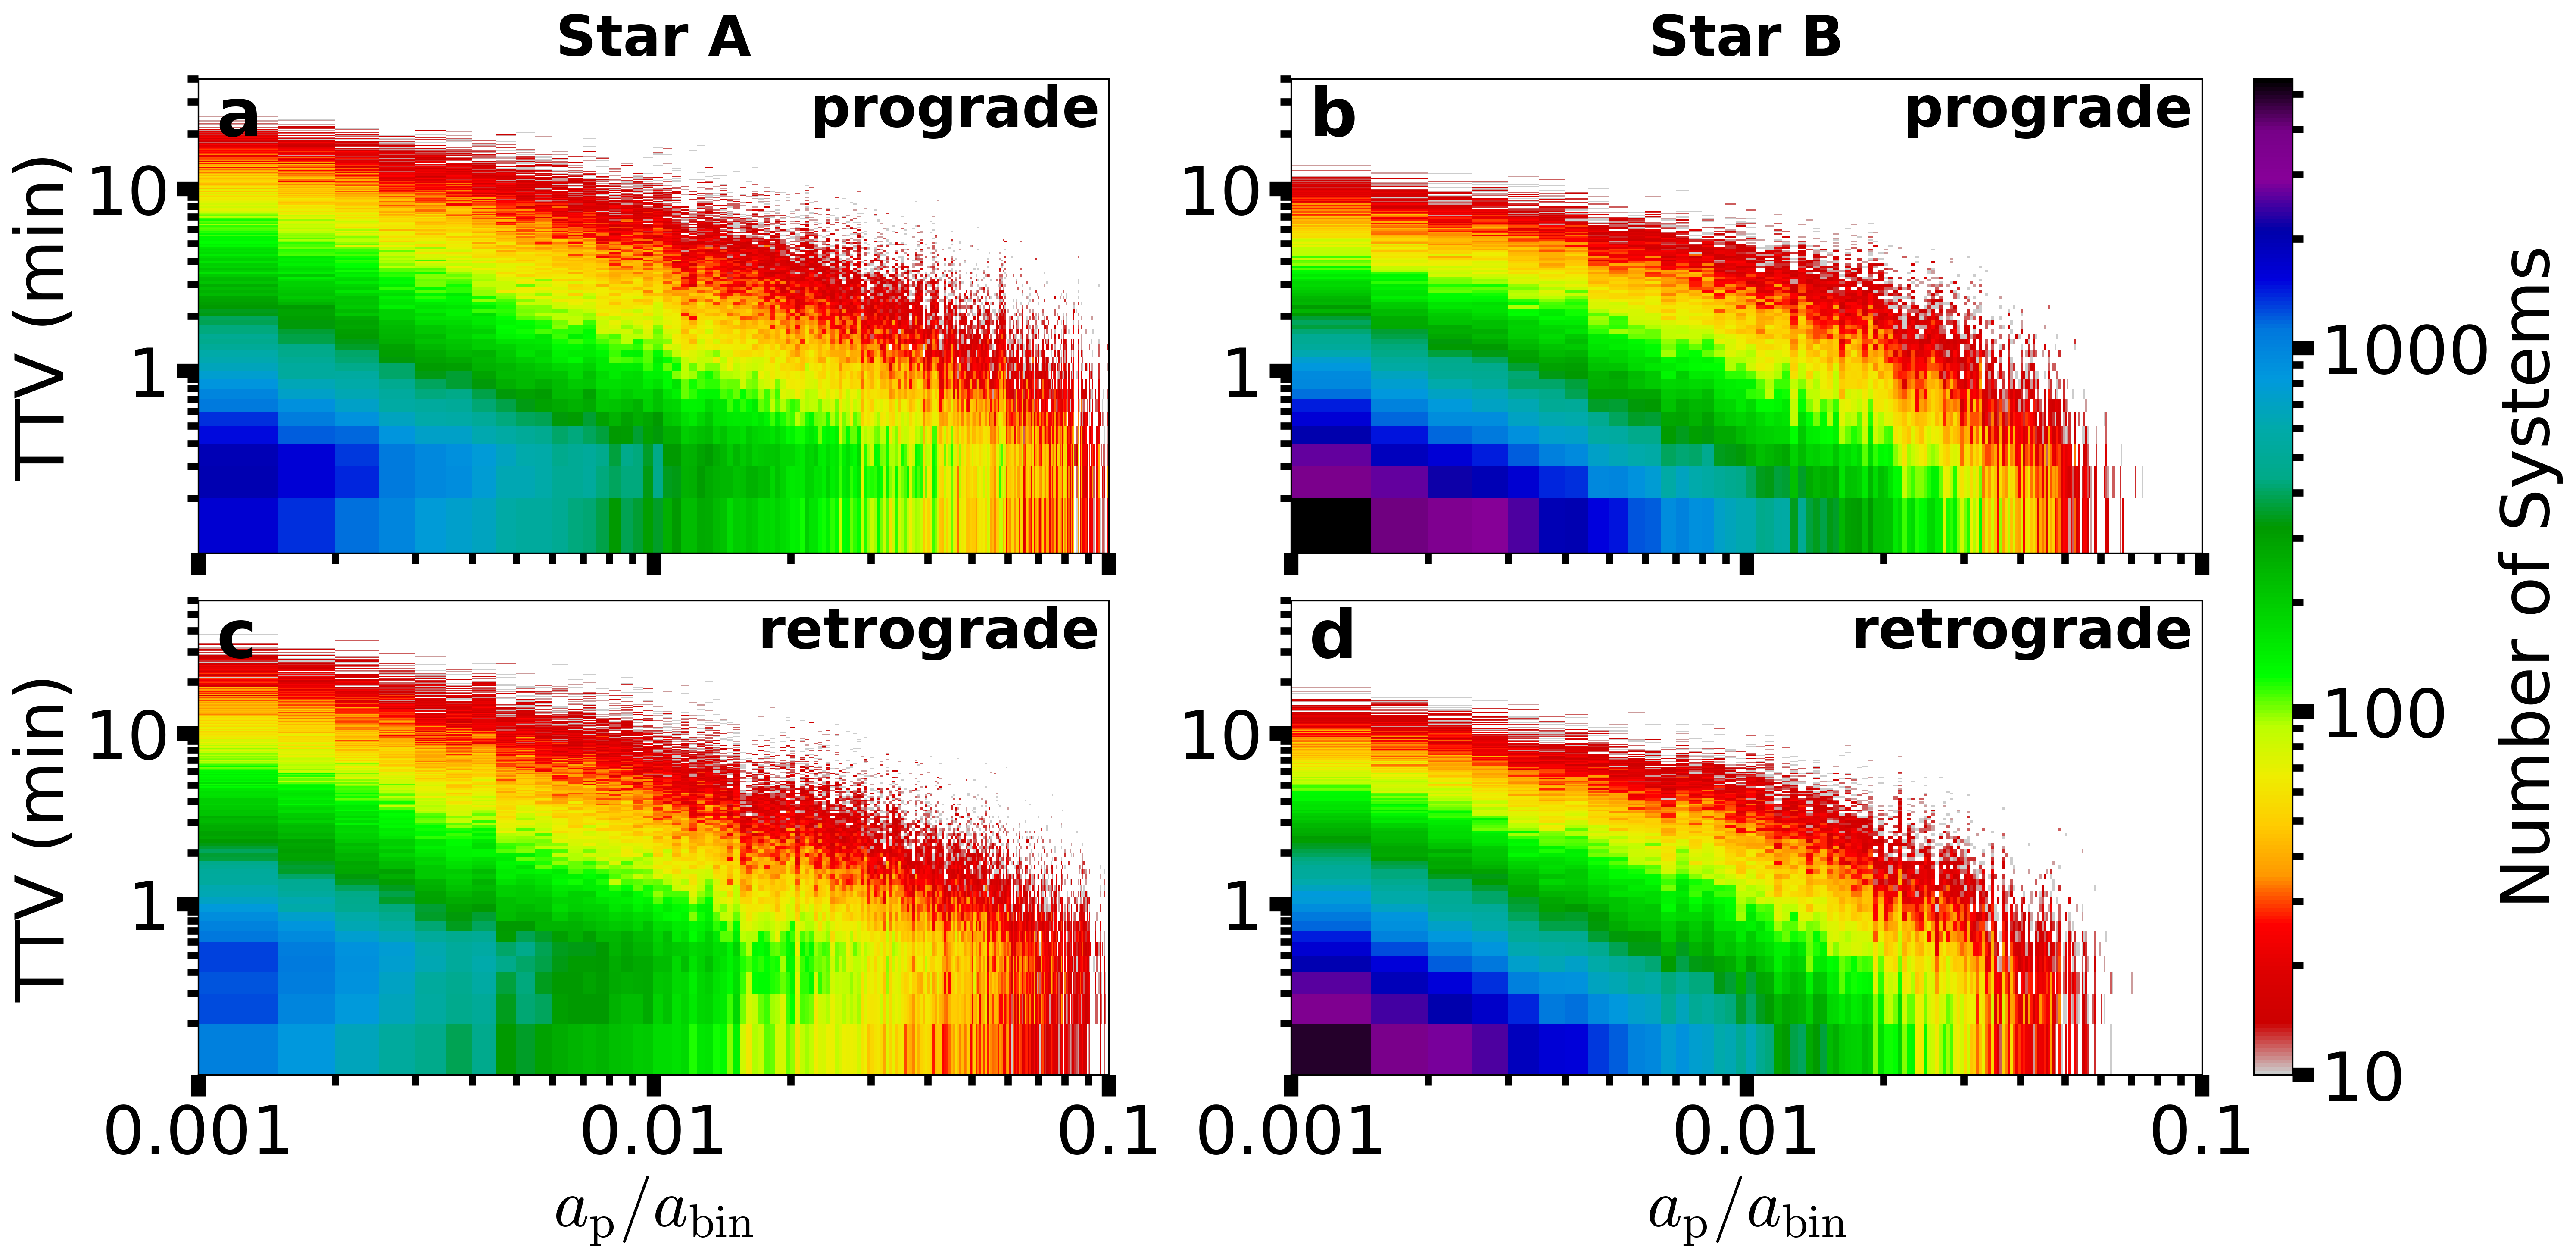 Star A
Star B
a
prograde
b
prograde
TTV (min)
10
1
10
1
c
retrograde
d
retrograde
TTV (min)
10
1
10
1
0.001
0.01
0.1
0.001
0.01
0.1
a_p/a_bin
a_p/a_bin
1000
100
10
Number of Systems